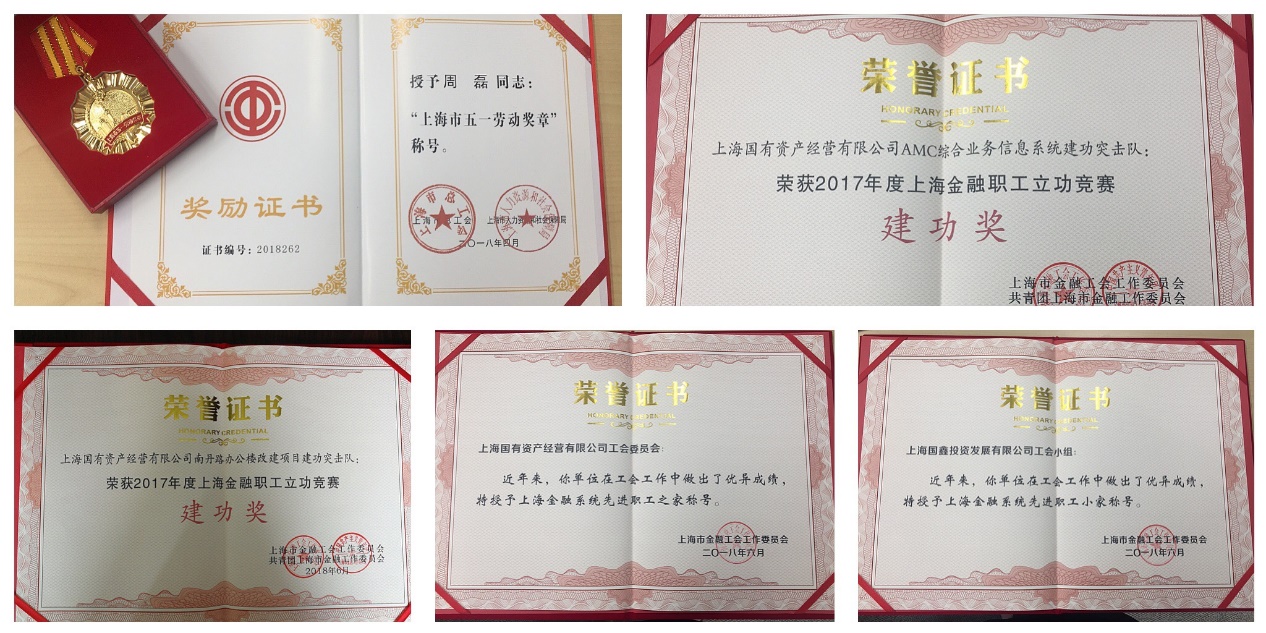 授予周 磊同志：
“上海市五一劳动奖章”
称号。
奖励证书
证书编号：2018262
上海市总工会
二〇一八年四月
荣誉证书
HONORARY CREDENTIAL
上海国有资产经营有限公司AMC综合业务信息系统建功突击队：
荣获2017年度上海金融职工立功竞赛
建功奖
上海市金融工会工作委员会
共青团上海市金融工作委员会
荣誉证书
HONORARY CREDENTIAL
上海国有资产经营有限公司南丹路办公楼改建项目建功突击队：
荣获2017年度上海金融职工立功竞赛
建功奖
上海市金融工会工作委员会
共青团上海市金融工作委员会
2018年6月
荣誉证书
HONORARY CREDENTIAL
上海国有资产经营有限公司工会委员会：
近年来，你单位在工会工作中做出了优异成绩，
特授予上海金融系统先进职工之家称号。
上海市金融工会工作委员会
二〇一八年六月
荣誉证书
HONORARY CREDENTIAL
上海国鑫投资发展有限公司工会小组：
近年来，你单位在工会工作中做出了优异成绩，
特授予上海金融系统先进职工小家称号。
上海市金融工会工作委员会
二〇一八年六月